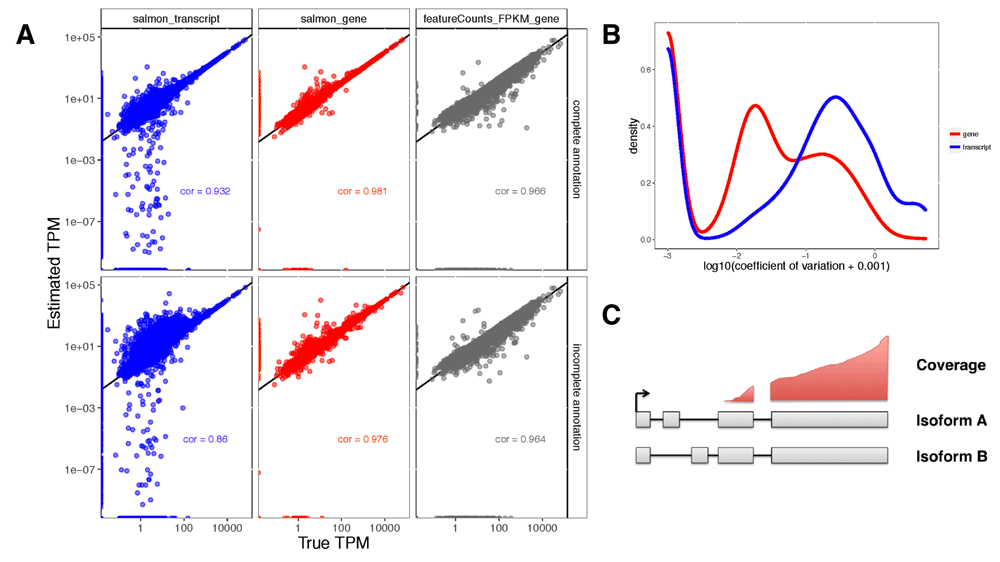 A
salmon_transcript
salmon_gene
featureCounts_FPKM_gene
1e+05
1e+01
1e−03
1e−07
cor = 0.932
cor = 0.981
cor = 0.966
complete annotation
Estimated TPM
1e+05
1e+01
1e−03
1e−07
cor = 0.86
cor = 0.976
cor = 0.964
incomplete annotation
1 100 10000
1 100 10000
1 100 10000
True TPM
B
density
0.6
0.4
0.2
0.0
−3 −2 −1 0
log10(coefficient of variation + 0.001)
gene
transcript
C
Coverage
Isoform A
Isoform B